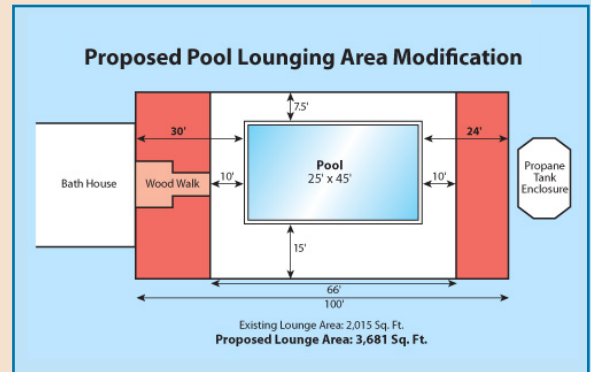 Proposed Pool Lounging Area Modification
7.5'
30'
24'
Pool
25' x 45'
Bath House
Wood Walk
10'
10'
Propane
Tank
Enclosure
15'
66'
100'
Existing Lounge Area: 2,015 Sq. Ft.
Proposed Lounge Area: 3,681 Sq. Ft.